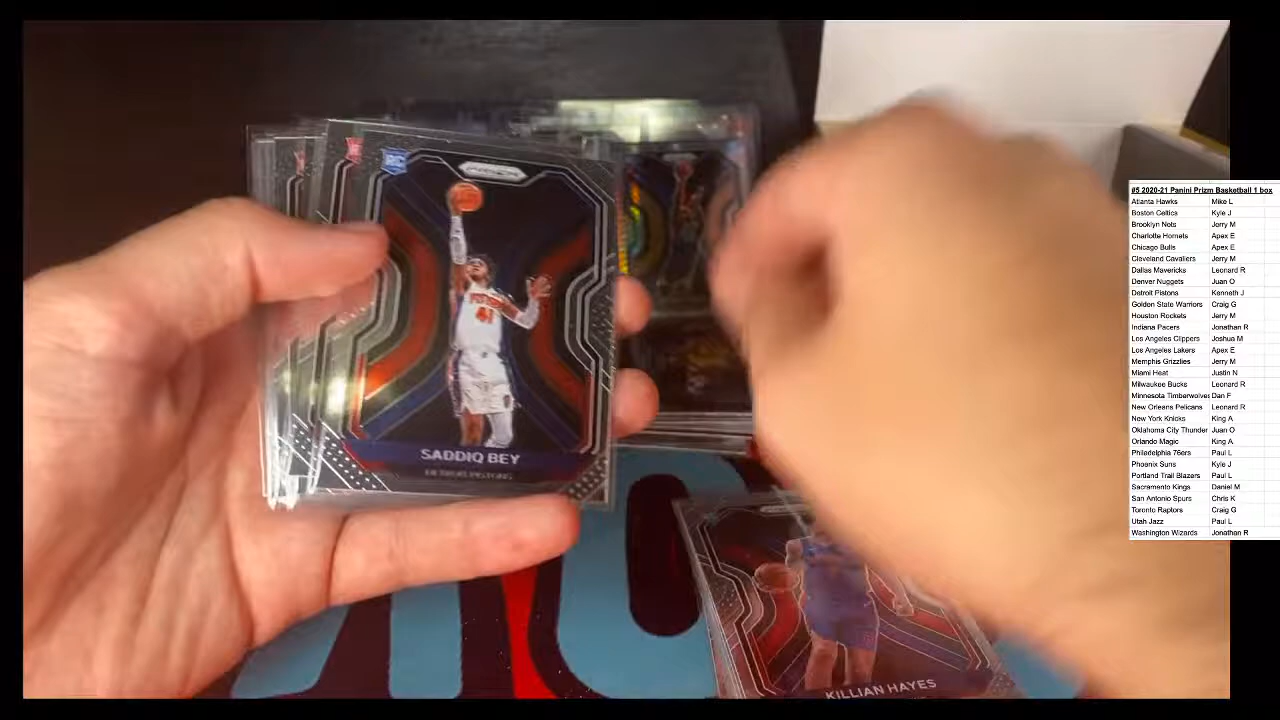 RC
PRIZM
41
SADDIQ BEY
DETROIT PISTONS
KILLIAN HAYES
#5 2020-21 Panini Prizm Basketball 1 box
Atlanta Hawks Mike L
Boston Celtics Kyle J
Brooklyn Nets Jerry M
Charlotte Hornets Apex E
Chicago Bulls Apex E
Cleveland Cavaliers Jerry M
Dallas Mavericks Leonard R
Denver Nuggets Juan O
Detroit Pistons Kenneth J
Golden State Warriors Craig G
Houston Rockets Jerry M
Indiana Pacers Jonathan R
Los Angeles Clippers Joshua M
Los Angeles Lakers Apex E
Memphis Grizzlies Jerry M
Miami Heat Justin N
Milwaukee Bucks Leonard R
Minnesota Timberwolves Dan F
New Orleans Pelicans Leonard R
New York Knicks King A
Oklahoma City Thunder Juan O
Orlando Magic King A
Philadelphia 76ers Paul L
Phoenix Suns Kyle J
Portland Trail Blazers Paul L
Sacramento Kings Daniel M
San Antonio Spurs Chris K
Toronto Raptors Craig G
Utah Jazz Paul L
Washington Wizards Jonathan R